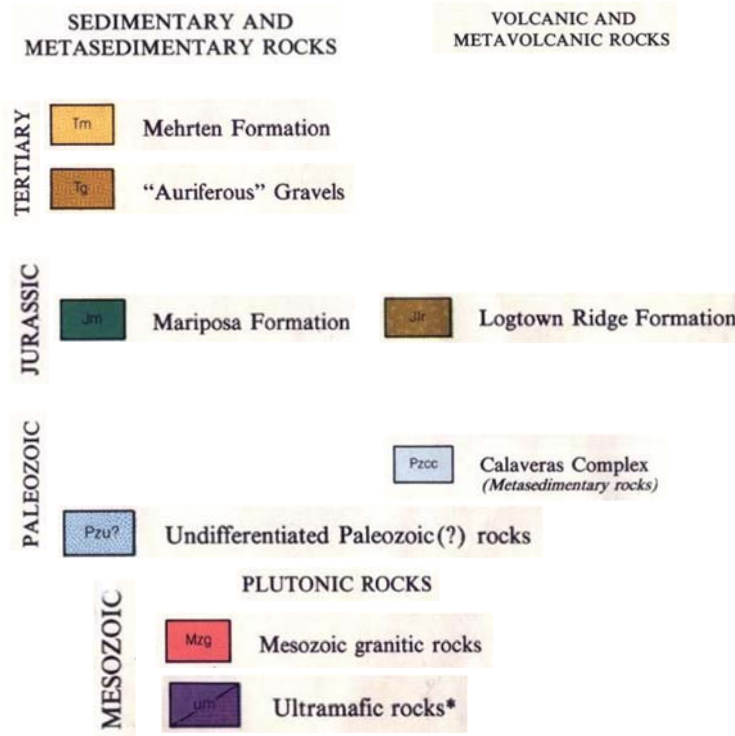 SEDIMENTARY AND
METASEDIMENTARY ROCKS
VOLCANIC AND
METAVOLCANIC ROCKS
TERTIARY
Tm
Mehrten Formation
Tg
“Auriferous” Gravels
JURASSIC
Jm
Mariposa Formation
Jlr
Logtown Ridge Formation
PALEOZOIC
Pzcc
Calaveras Complex
(Metasedimentary rocks)
Pzu?
Undifferentiated Paleozoic(?) rocks
PLUTONIC ROCKS
MESOZOIC
Mzg
Mesozoic granitic rocks
um
Ultramafic rocks*